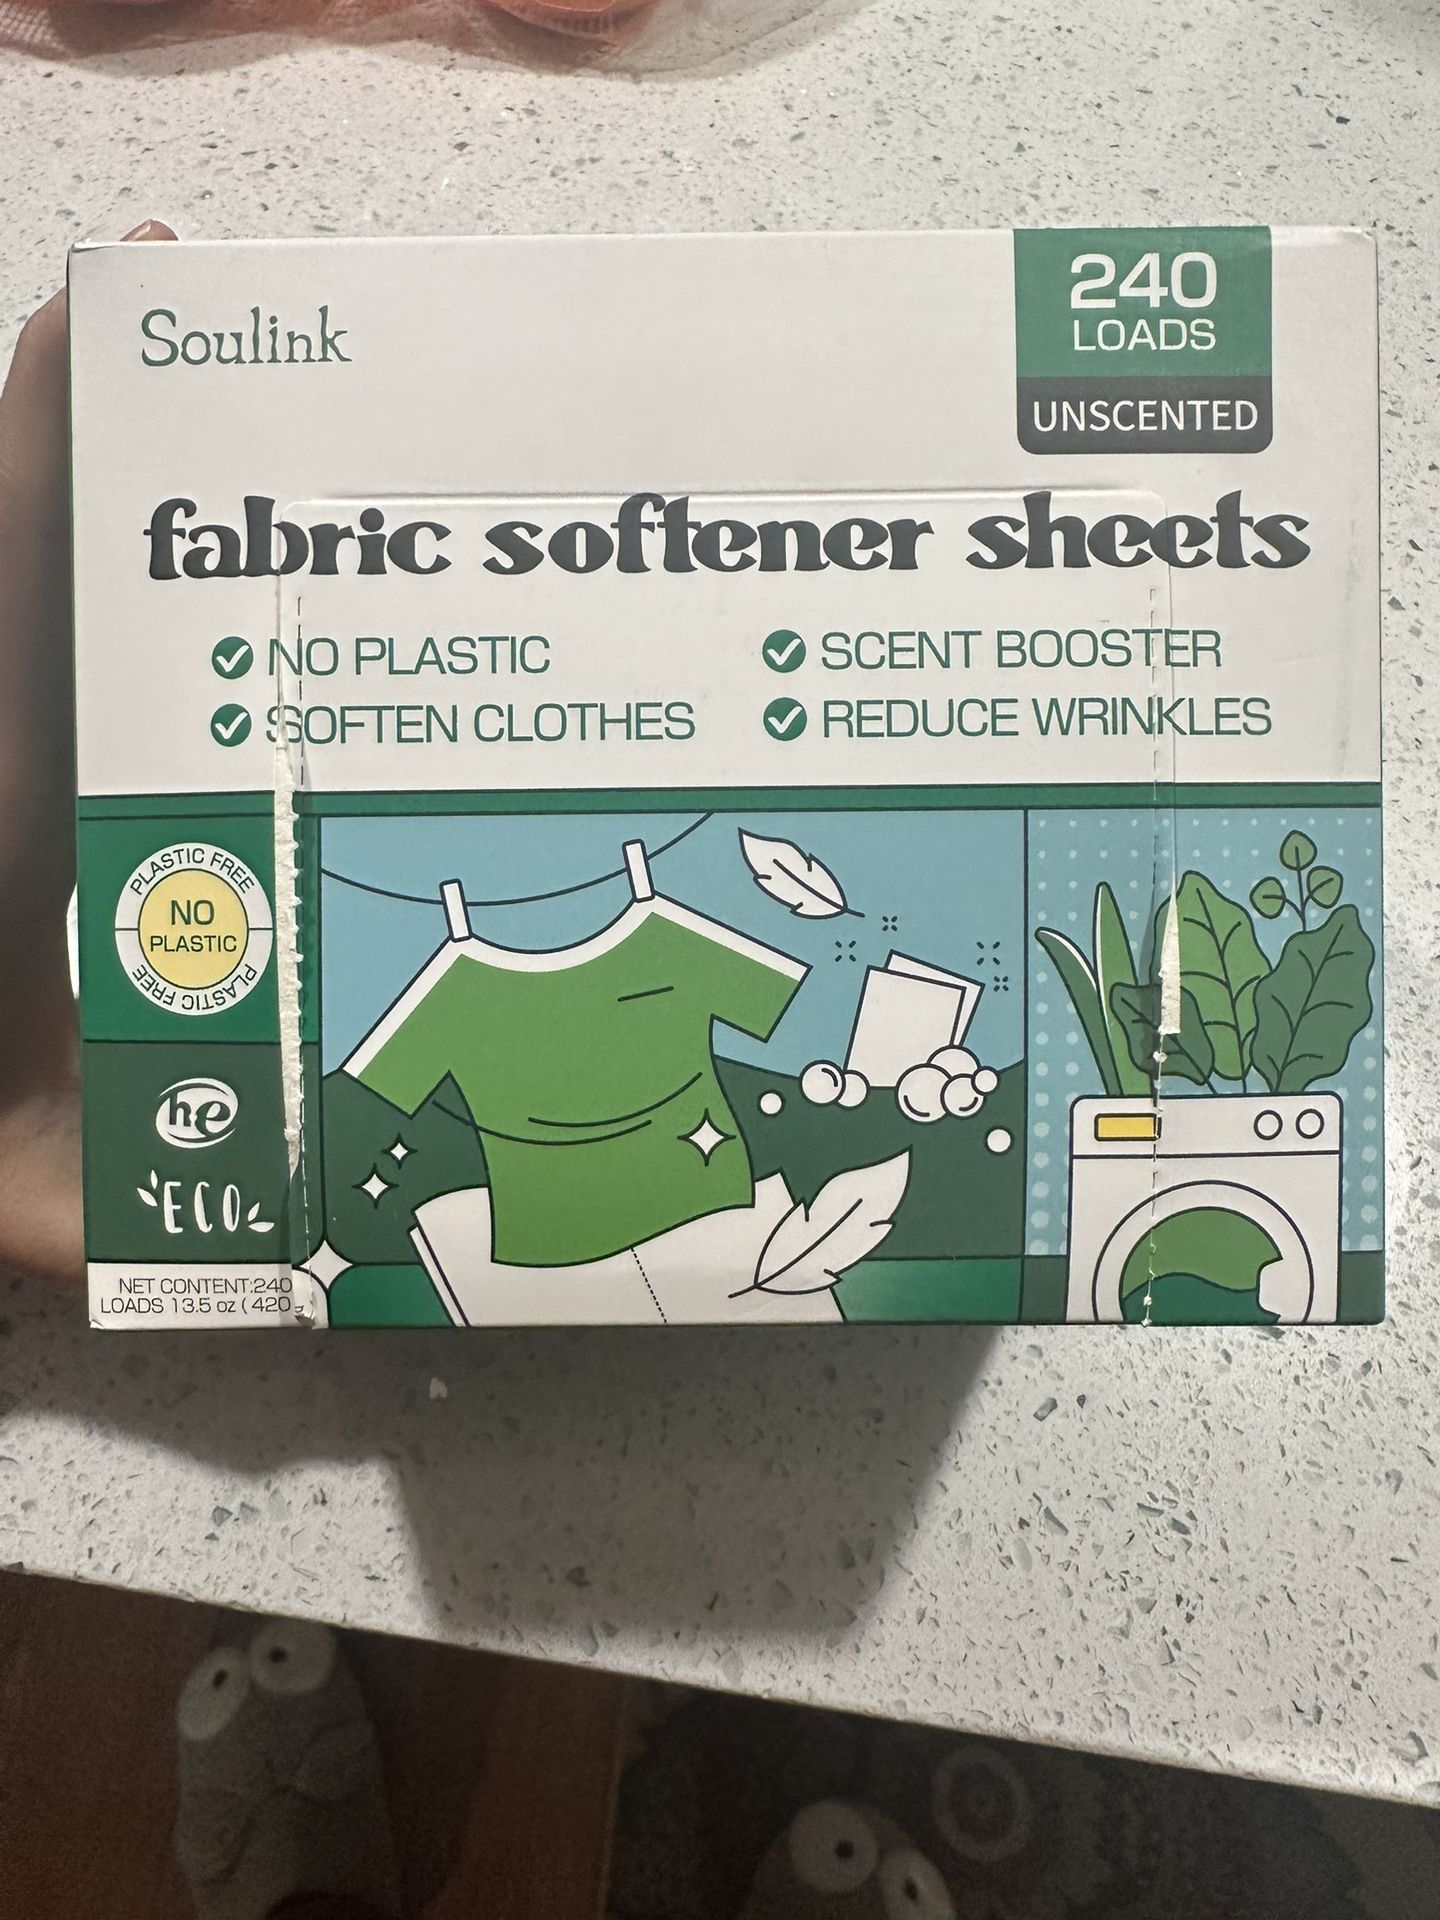 Soulink
240
LOADS
UNSCENTED
fabric softener sheets
NO PLASTIC
SCENT BOOSTER
SOFTEN CLOTHES
REDUCE WRINKLES
PLASTIC FREE
NO
PLASTIC
PLASTIC FREE
he
ECO
NET CONTENT:240
LOADS 13.5 oz (420